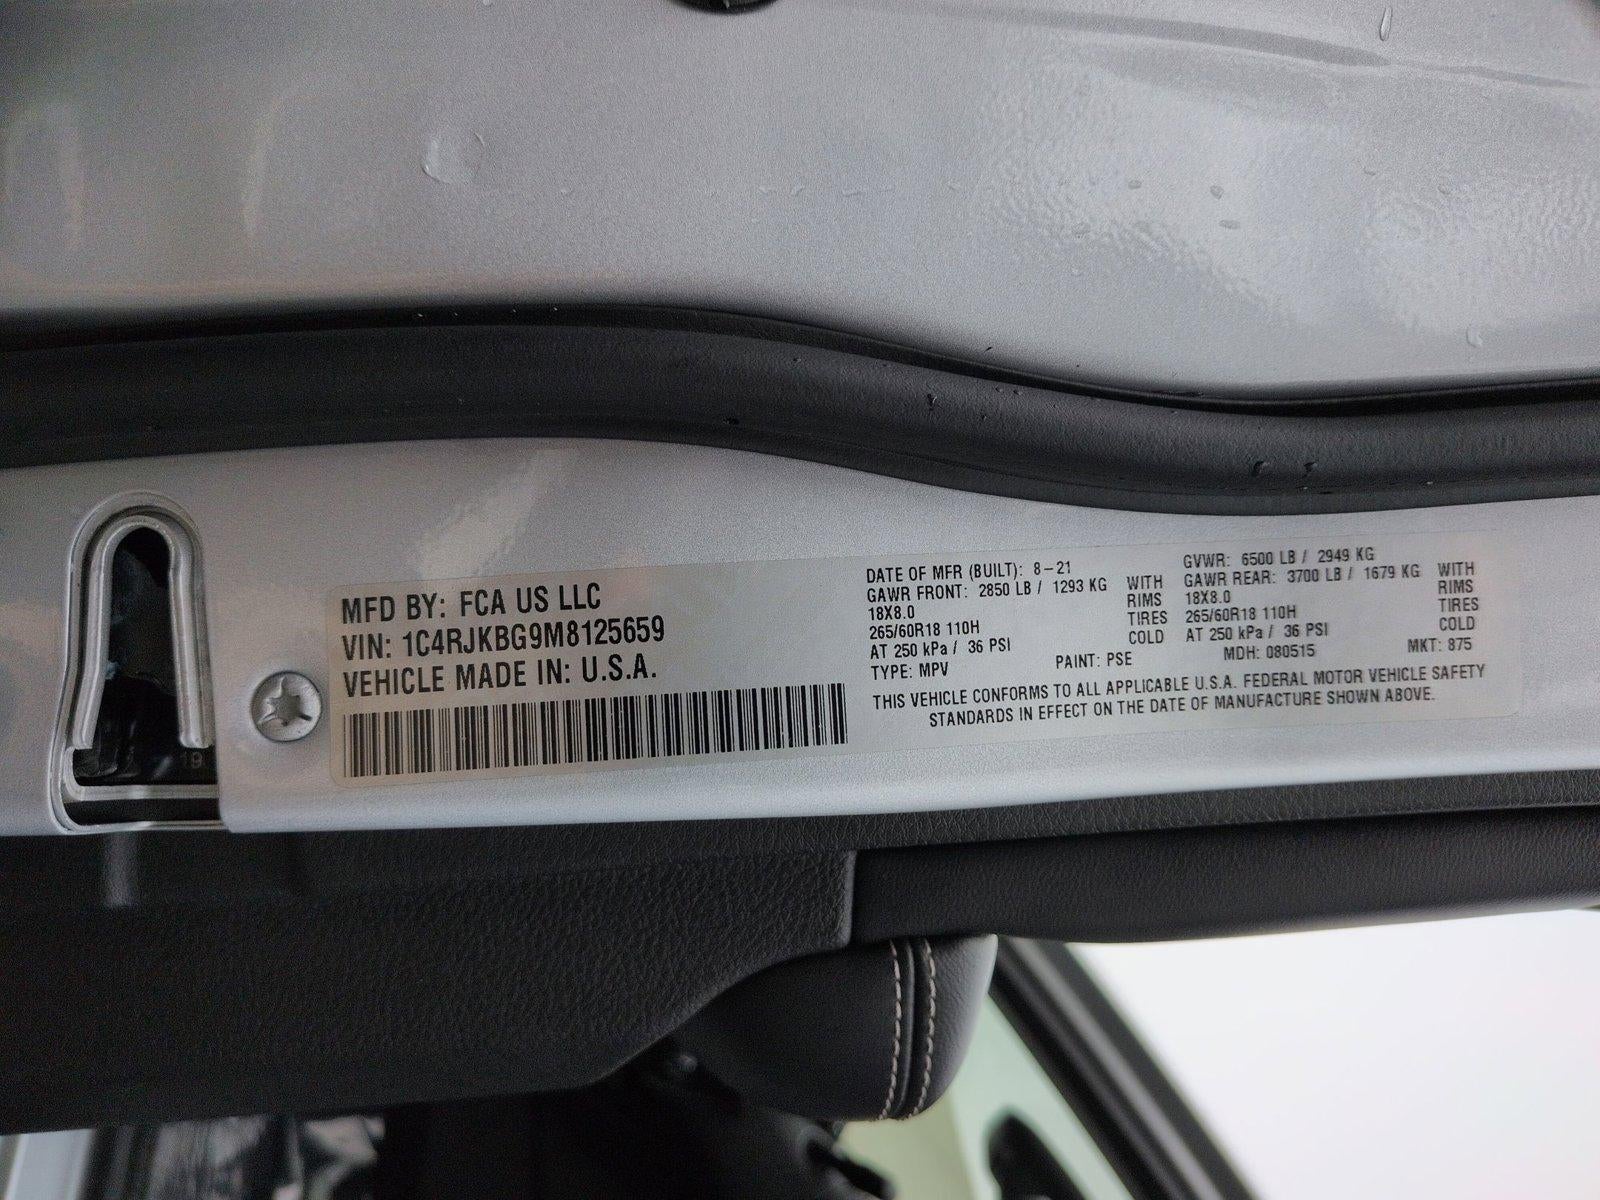 MFD BY: FCA US LLC
VIN: 1C4RJKBG9M8125659
VEHICLE MADE IN: U.S.A.
DATE OF MFR (BUILT): 8-21
GAWR FRONT: 2850 LB / 1293 KG WITH
18X8.0 RIMS
265/60R18 110H TIRES
AT 250 kPa / 36 PSI COLD
TYPE: MPV
PAINT: PSE
GVWR: 6500 LB / 2949 KG
GAWR REAR: 3700 LB / 1679 KG WITH
18X8.0 RIMS
265/60R18 110H TIRES
AT 250 kPa / 36 PSI COLD
MDH: 080515
MKT: 875
THIS VEHICLE CONFORMS TO ALL APPLICABLE U.S.A. FEDERAL MOTOR VEHICLE SAFETY
STANDARDS IN EFFECT ON THE DATE OF MANUFACTURE SHOWN ABOVE.